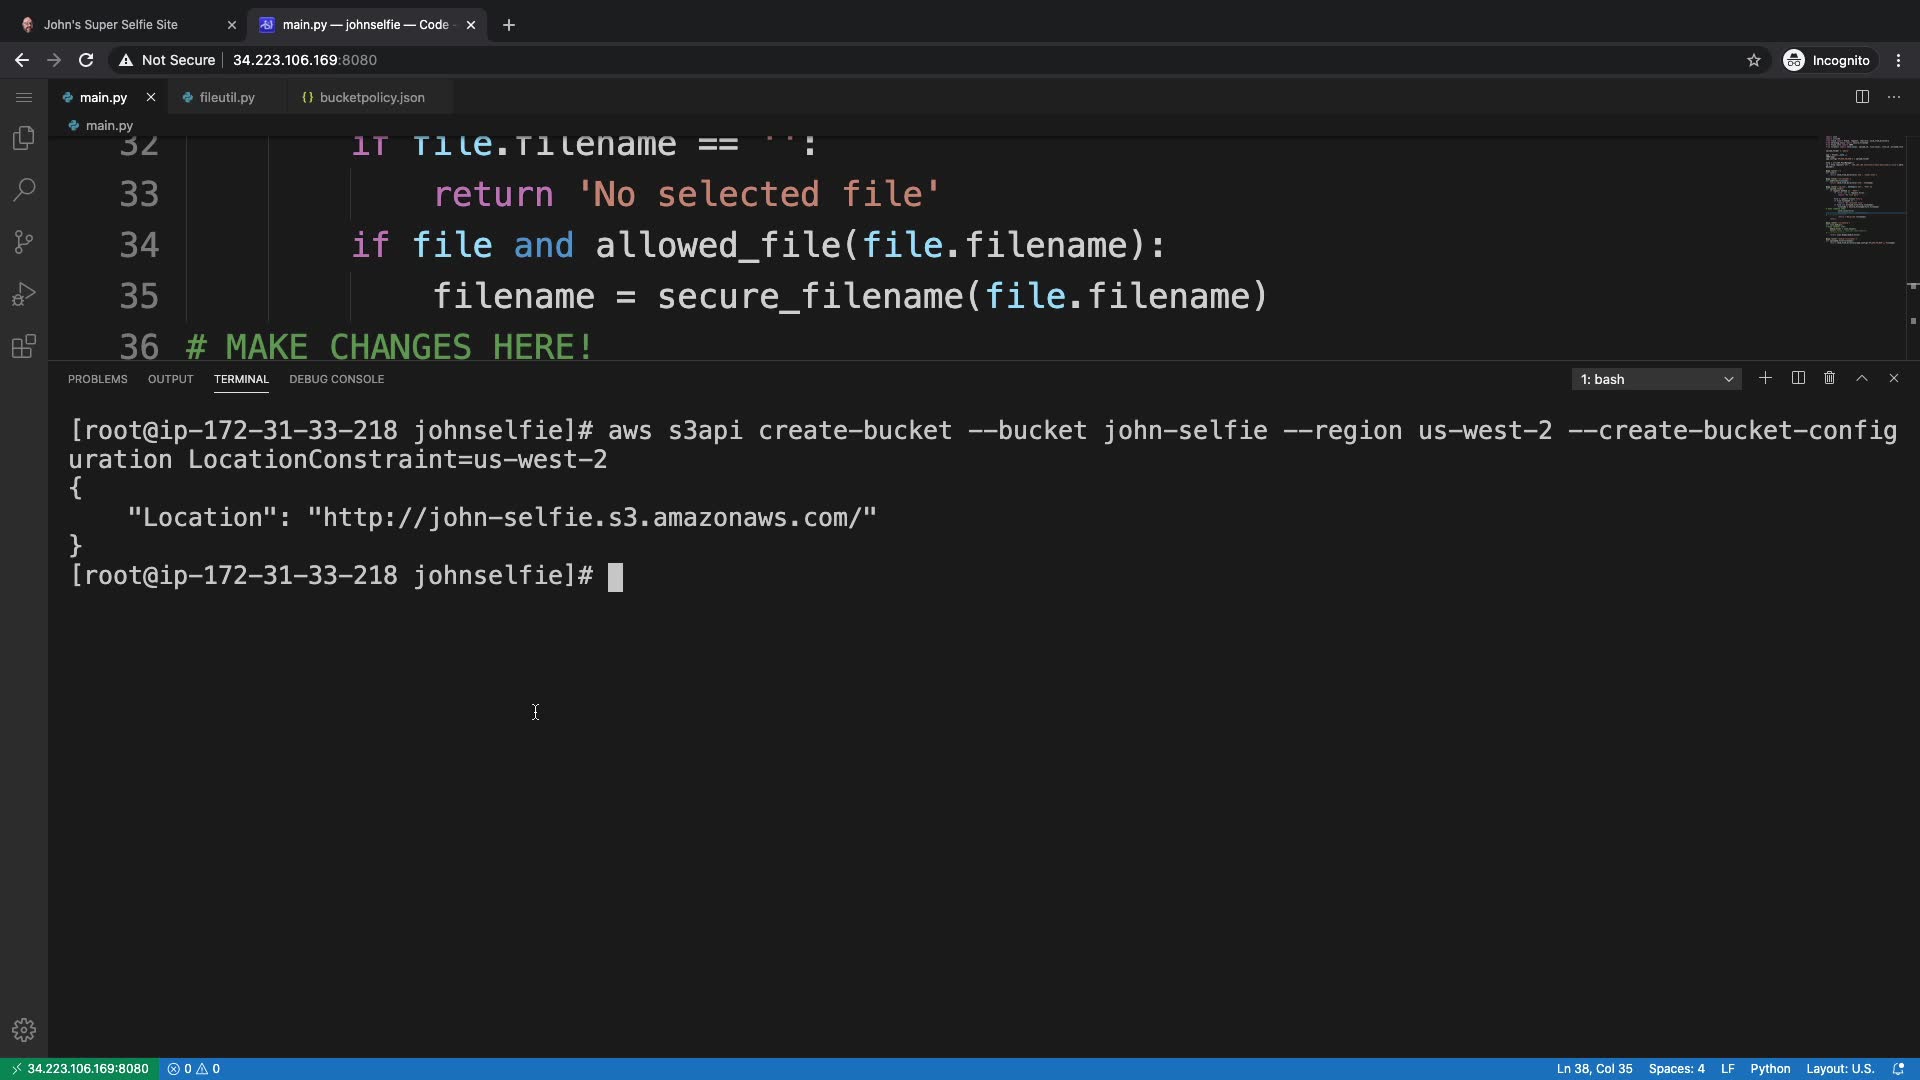 John's Super Selfie Site
main.py — johnselfie — Code -
Not Secure
34.223.106.169:8080
Incognito
main.py
fileutil.py
{} bucketpolicy.json
main.py
32 if file.filename == '':
33 return 'No selected file'
34 if file and allowed_file(file.filename):
35 filename = secure_filename(file.filename)
36 # MAKE CHANGES HERE!
PROBLEMS OUTPUT TERMINAL DEBUG CONSOLE
1: bash
[root@ip-172-31-33-218 johnselfie]# aws s3api create-bucket --bucket john-selfie --region us-west-2 --create-bucket-config
uration LocationConstraint=us-west-2
{
"Location": "http://john-selfie.s3.amazonaws.com/"
}
[root@ip-172-31-33-218 johnselfie]#
34.223.106.169:8080 0 0 Ln 38, Col 35 Spaces: 4 LF Python Layout: U.S.